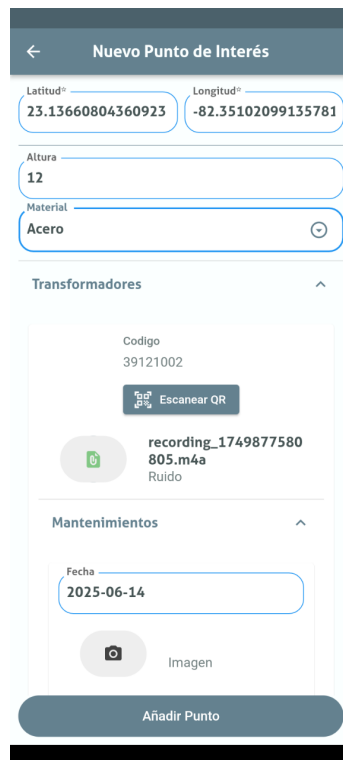 Nuevo Punto de Interés
Latitud* Longitud*
23.13660804360923 -82.35102099135781
Altura
12
Material
Acero
Transformadores
Codigo
39121002
Escanear QR
recording_1749877580
805.m4a
Ruido
Mantenimientos
Fecha
2025-06-14
Imagen
Añadir Punto